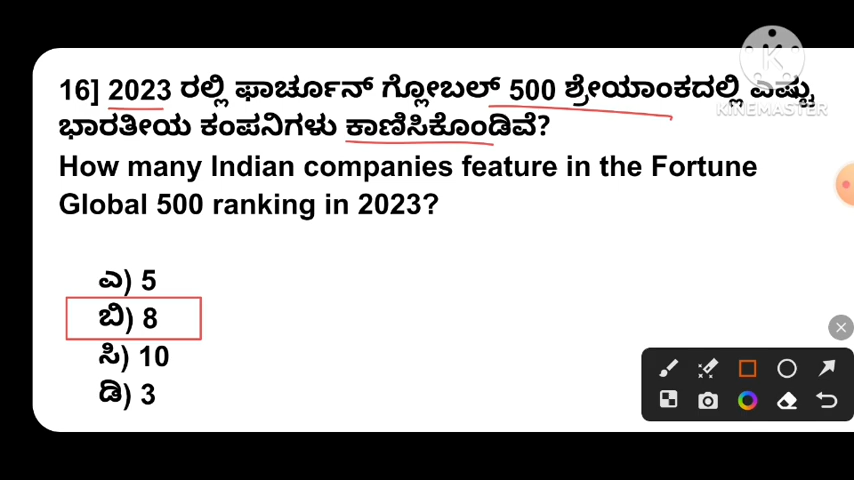 16] 2023 ರಲ್ಲಿ ಫಾರ್ಚೂನ್ ಗ್ಲೋಬಲ್ 500 ಶ್ರೇಯಾಂಕದಲ್ಲಿ ಎಷ್ಟು
ಭಾರತೀಯ ಕಂಪನಿಗಳು ಕಾಣಿಸಿಕೊಂಡಿವೆ?
How many Indian companies feature in the Fortune
Global 500 ranking in 2023?
ಎ) 5
ಬಿ) 8
ಸಿ) 10
ಡಿ) 3
K
KINEMASTER